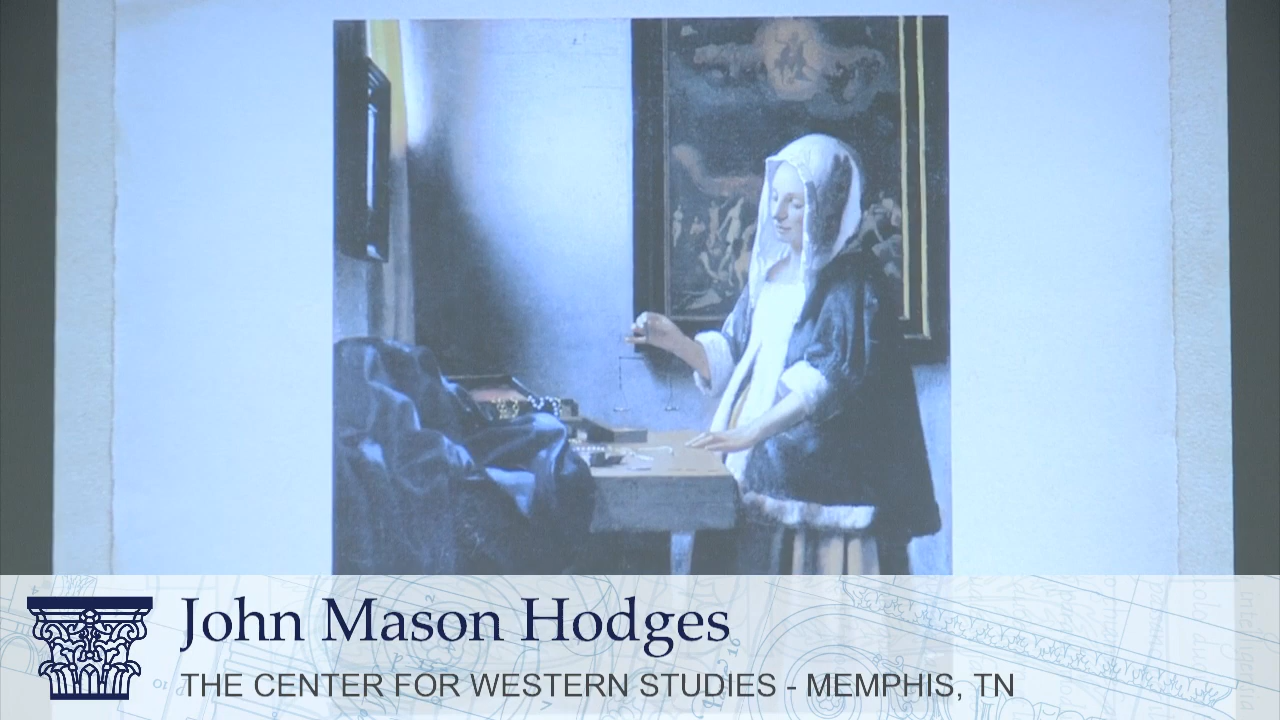 John Mason Hodges
THE CENTER FOR WESTERN STUDIES - MEMPHIS, TN